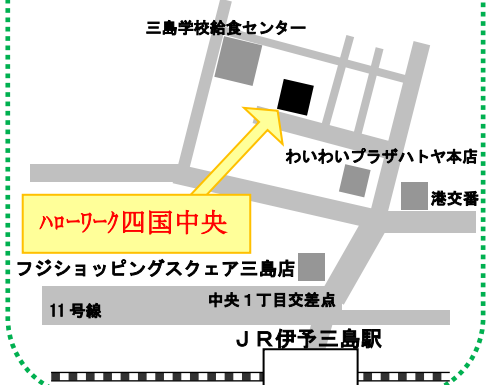 三島学校給食センター
わいわいプラザハトヤ本店
港交番
ﾊﾛｰﾜｰｸ四国中央
フジショッピングスクェア三島店
中央１丁目交差点
11号線
ＪＲ伊予三島駅